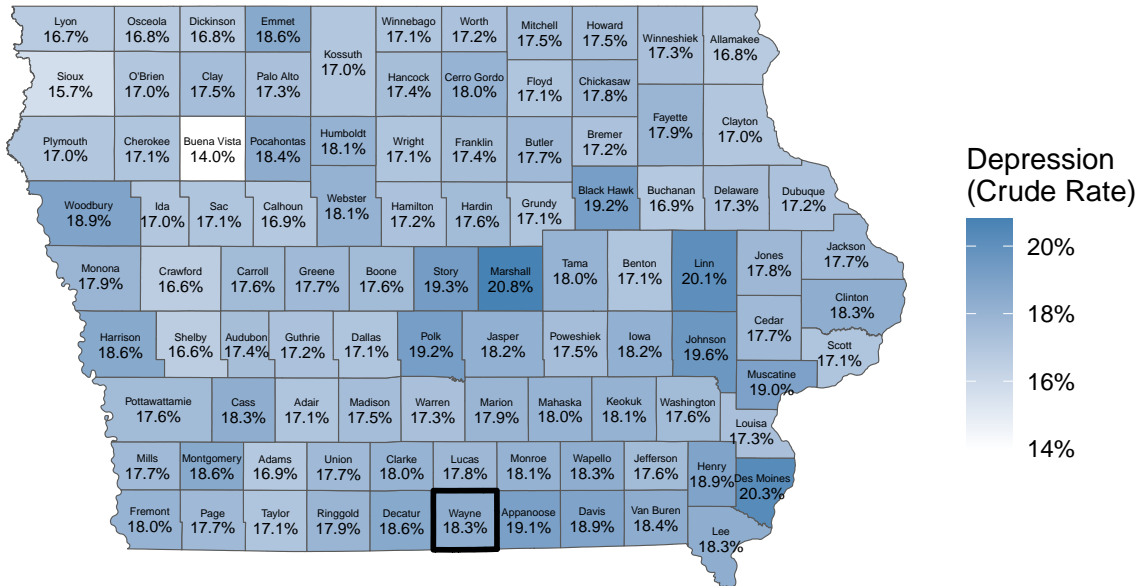 Lyon
16.7%
Osceola
16.8%
Dickinson
16.8%
Emmet
18.6%
Kossuth
17.0%
Winnebago
17.1%
Worth
17.2%
Mitchell
17.5%
Howard
17.5%
Winneshiek
17.3%
Allamakee
16.8%
Sioux
15.7%
O'Brien
17.0%
Clay
17.5%
Palo Alto
17.3%
Hancock
17.4%
Cerro Gordo
18.0%
Floyd
17.1%
Chickasaw
17.8%
Fayette
17.9%
Clayton
17.0%
Plymouth
17.0%
Cherokee
17.1%
Buena Vista
14.0%
Pocahontas
18.4%
Humboldt
18.1%
Wright
17.1%
Franklin
17.4%
Butler
17.7%
Bremer
17.2%
Woodbury
18.9%
Ida
17.0%
Sac
17.1%
Calhoun
16.9%
Webster
18.1%
Hamilton
17.2%
Hardin
17.6%
Grundy
17.1%
Black Hawk
19.2%
Buchanan
16.9%
Delaware
17.3%
Dubuque
17.2%
Monona
17.9%
Crawford
16.6%
Carroll
17.6%
Greene
17.7%
Boone
17.6%
Story
19.3%
Marshall
20.8%
Tama
18.0%
Benton
17.1%
Linn
20.1%
Jones
17.8%
Jackson
17.7%
Clinton
18.3%
Harrison
18.6%
Shelby
16.6%
Audubon
17.4%
Guthrie
17.2%
Dallas
17.1%
Polk
19.2%
Jasper
18.2%
Poweshiek
17.5%
Iowa
18.2%
Johnson
19.6%
Cedar
17.7%
Scott
17.1%
Muscatine
19.0%
Pottawattamie
17.6%
Cass
18.3%
Adair
17.1%
Madison
17.5%
Warren
17.3%
Marion
17.9%
Mahaska
18.0%
Keokuk
18.1%
Washington
17.6%
Louisa
17.3%
Mills
17.7%
Montgomery
18.6%
Adams
16.9%
Union
17.7%
Clarke
18.0%
Lucas
17.8%
Monroe
18.1%
Wapello
18.3%
Jefferson
17.6%
Henry
18.9%
Des Moines
20.3%
Fremont
18.0%
Page
17.7%
Taylor
17.1%
Ringgold
17.9%
Decatur
18.6%
Wayne
18.3%
Appanoose
19.1%
Davis
18.9%
Van Buren
18.4%
Lee
18.3%
Depression
(Crude Rate)
20%
18%
16%
14%